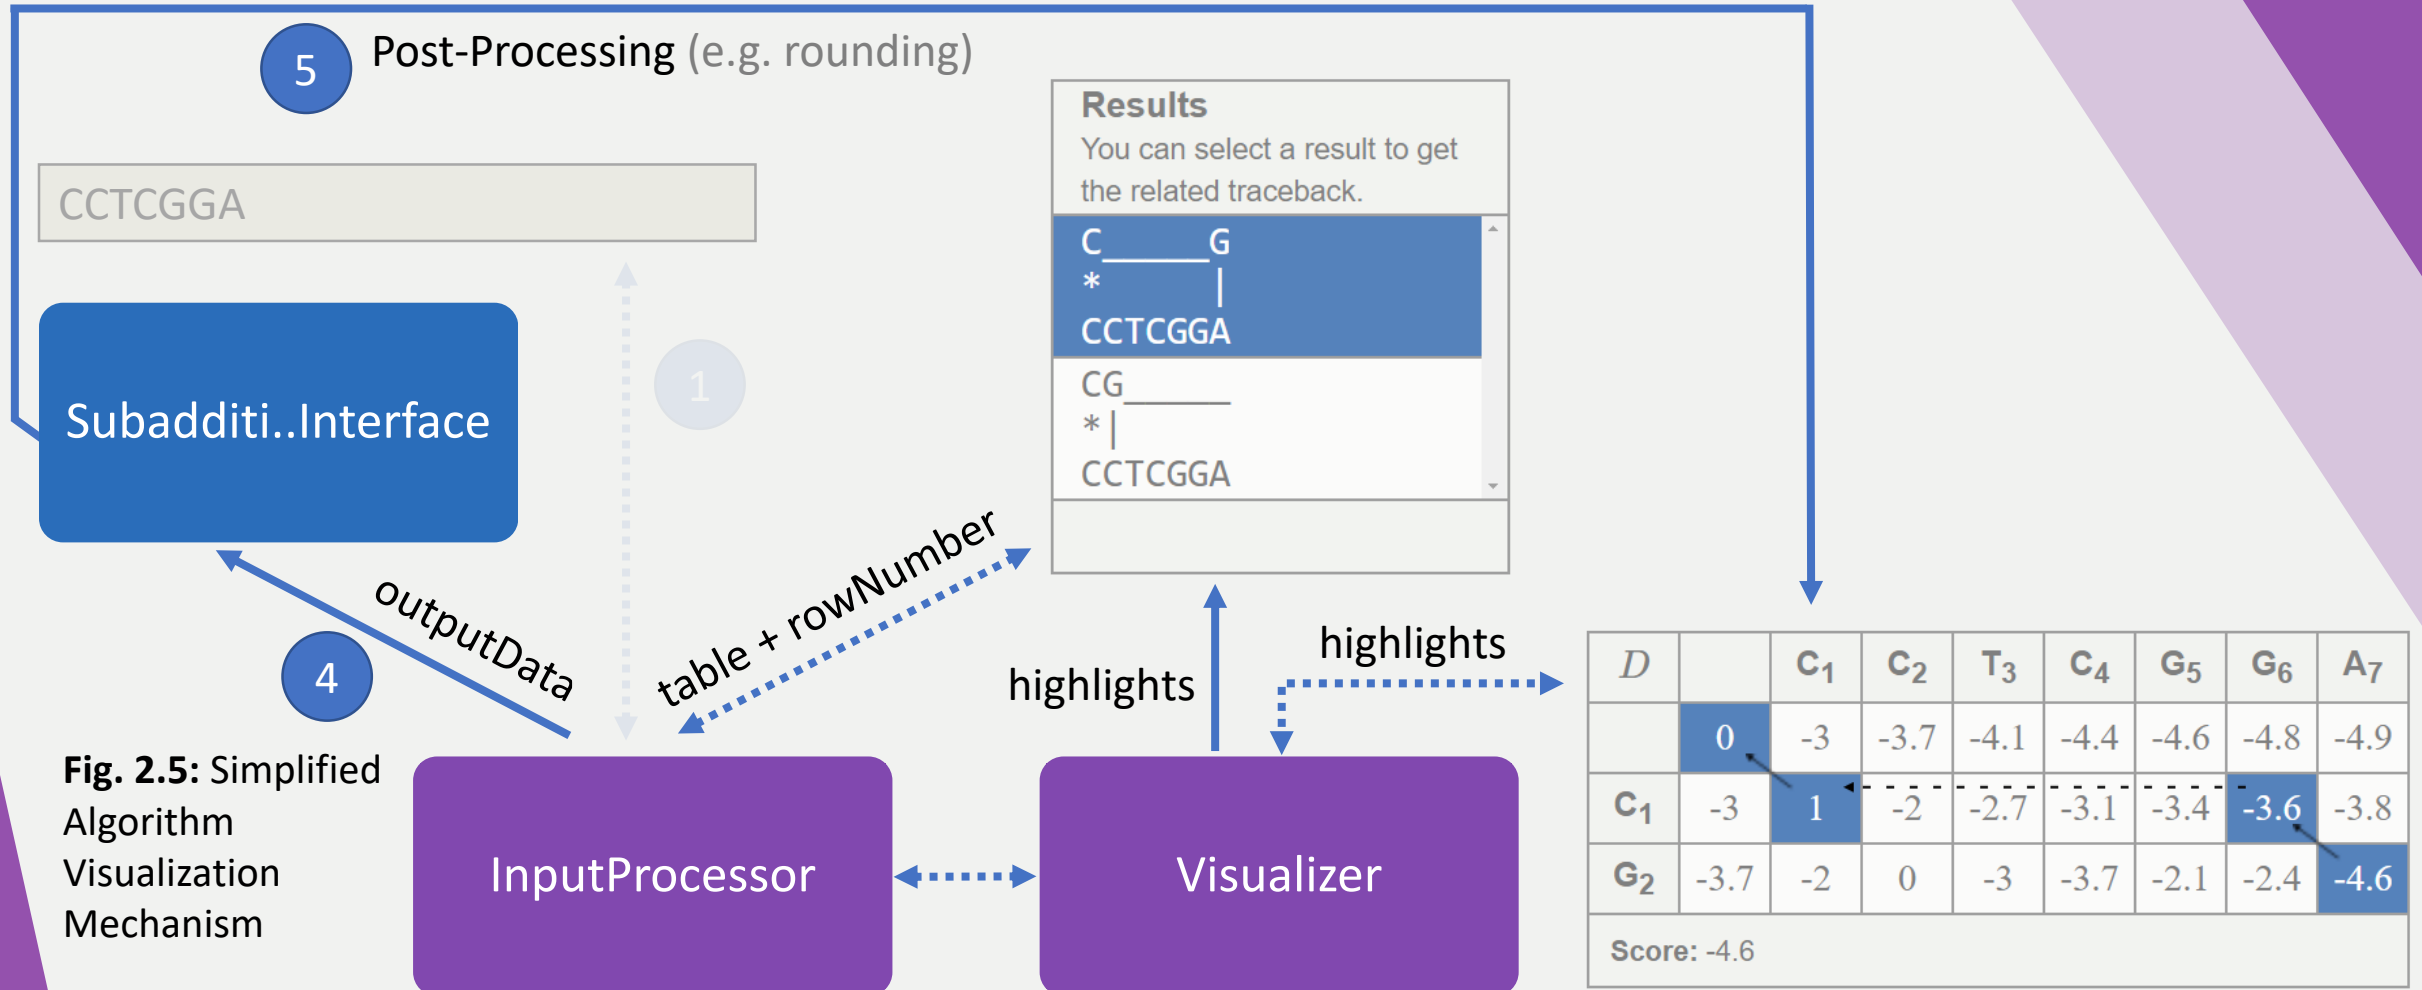 5 Post-Processing (e.g. rounding)
CCTCGGA
Results
You can select a result to get
the related traceback.
C_____G
*     |
CCTCGGA
CG_____
*|
CCTCGGA
1
Subadditi..Interface
outputData
4
table + rowNumber
highlights
highlights
Fig. 2.5: Simplified
Algorithm
Visualization
Mechanism
InputProcessor
Visualizer
D C1 C2 T3 C4 G5 G6 A7
0 -3 -3.7 -4.1 -4.4 -4.6 -4.8 -4.9
C1 -3 1 -2 -2.7 -3.1 -3.4 -3.6 -3.8
G2 -3.7 -2 0 -3 -3.7 -2.1 -2.4 -4.6
Score: -4.6